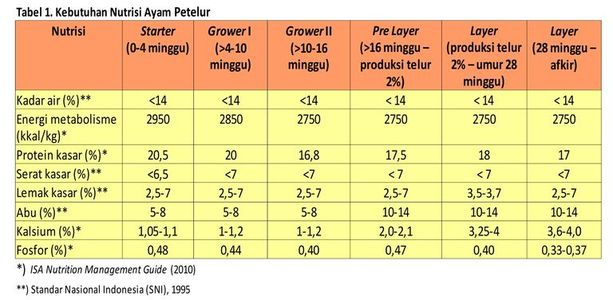 Tabel 1. Kebutuhan Nutrisi Ayam Petelur
Nutrisi Starter (0-4 minggu) Grower I (>4-10 minggu) Grower II (>10-16 minggu) Pre Layer (>16 minggu – produksi telur 2%) Layer (produksi telur 2% – umur 28 minggu) Layer (28 minggu – afkir)
Kadar air (%)** <14 <14 <14 < 14 < 14 < 14
Energi metabolisme (kkal/kg)* 2950 2850 2750 2750 2750 2750
Protein kasar (%)* 20,5 20 16,8 17,5 18 17
Serat kasar (%)** <6,5 <7 <7 < 7 < 7 < 7
Lemak kasar (%)** 2,5-7 2,5-7 2,5-7 2,5-7 3,5-3,7 2,5-7
Abu (%)** 5-8 5-8 5-8 10-14 10-14 10-14
Kalsium (%)* 1,05-1,1 1-1,2 1-1,2 2,0-2,1 3,25-4 3,6-4,0
Fosfor (%)* 0,48 0,44 0,40 0,47 0,40 0,33-0,37
*) ISA Nutrition Management Guide (2010)
**) Standar Nasional Indonesia (SNI), 1995